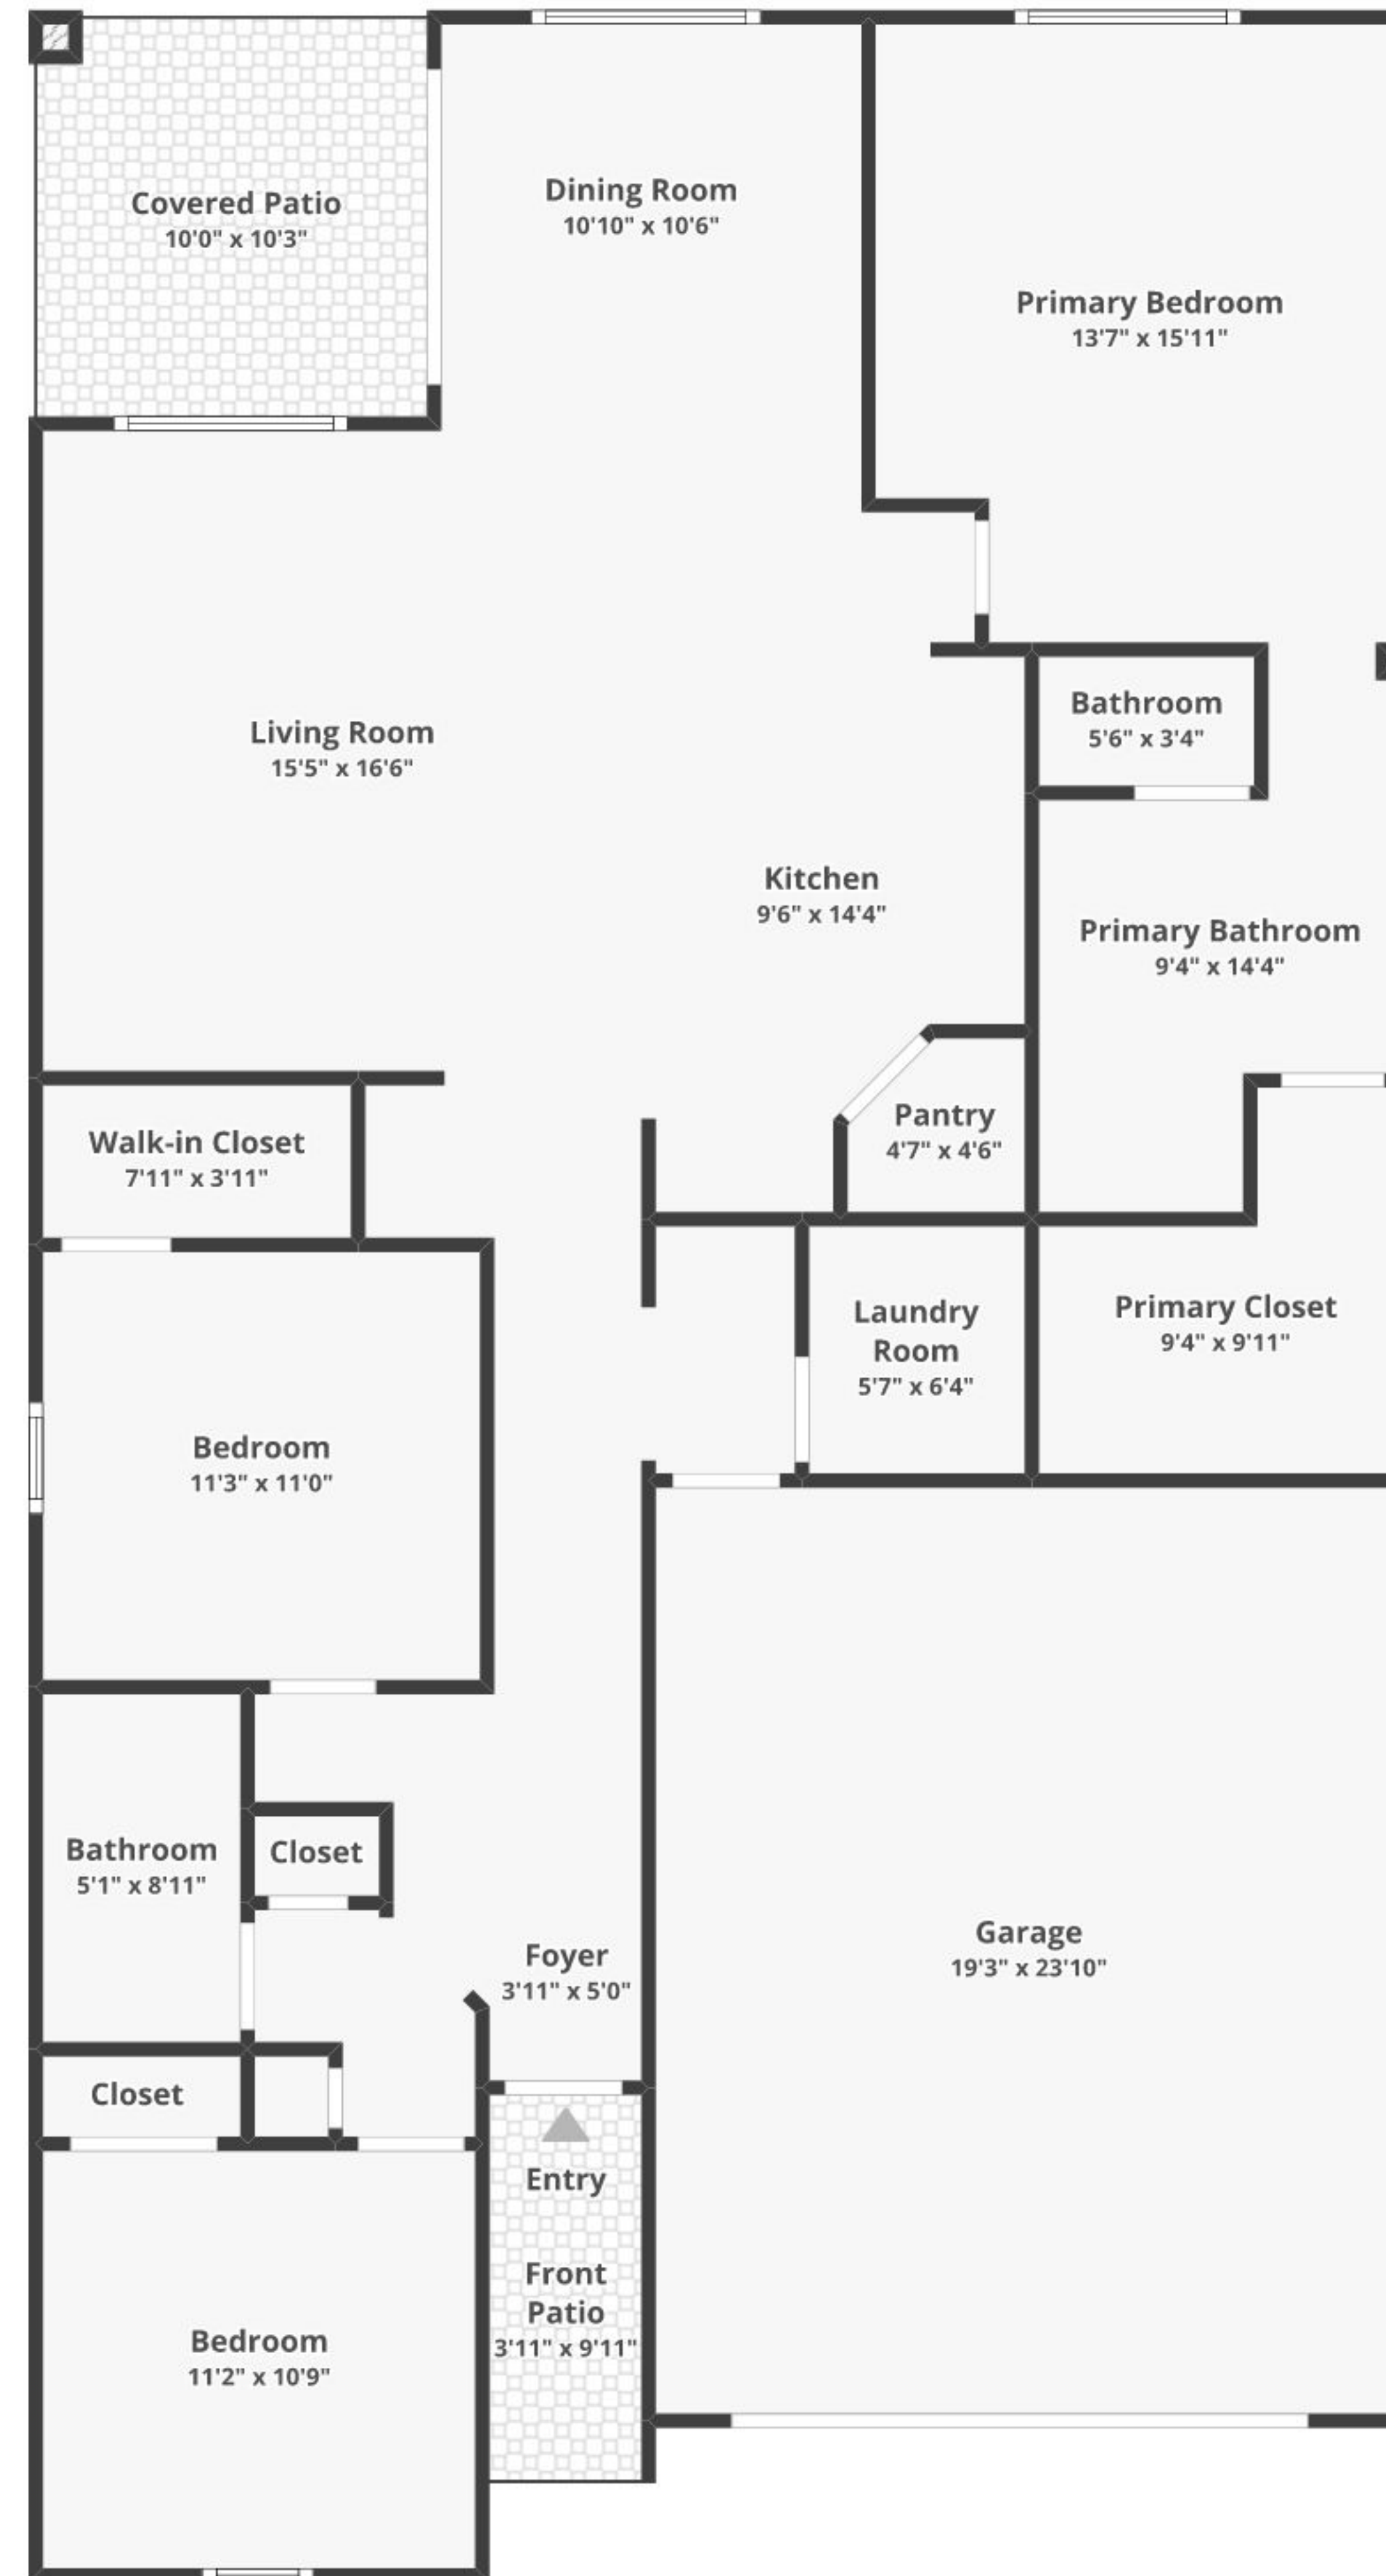 Covered Patio
10'0" x 10'3"
Dining Room
10'10" x 10'6"
Primary Bedroom
13'7" x 15'11"
Living Room
15'5" x 16'6"
Bathroom
5'6" x 3'4"
Kitchen
9'6" x 14'4"
Primary Bathroom
9'4" x 14'4"
Pantry
4'7" x 4'6"
Walk-in Closet
7'11" x 3'11"
Laundry
Room
5'7" x 6'4"
Primary Closet
9'4" x 9'11"
Bedroom
11'3" x 11'0"
Bathroom
5'1" x 8'11"
Closet
Foyer
3'11" x 5'0"
Garage
19'3" x 23'10"
Closet
Entry
Front
Patio
3'11" x 9'11"
Bedroom
11'2" x 10'9"